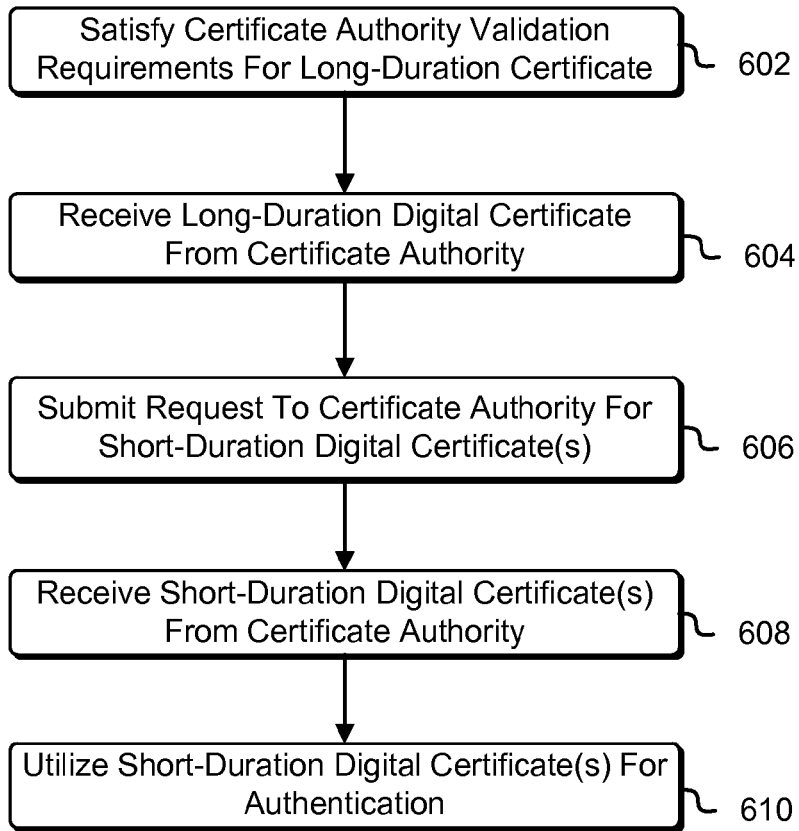 Satisfy Certificate Authority Validation
Requirements For Long-Duration Certificate
602
Receive Long-Duration Digital Certificate
From Certificate Authority
604
Submit Request To Certificate Authority For
Short-Duration Digital Certificate(s)
606
Receive Short-Duration Digital Certificate(s)
From Certificate Authority
608
Utilize Short-Duration Digital Certificate(s) For
Authentication
610